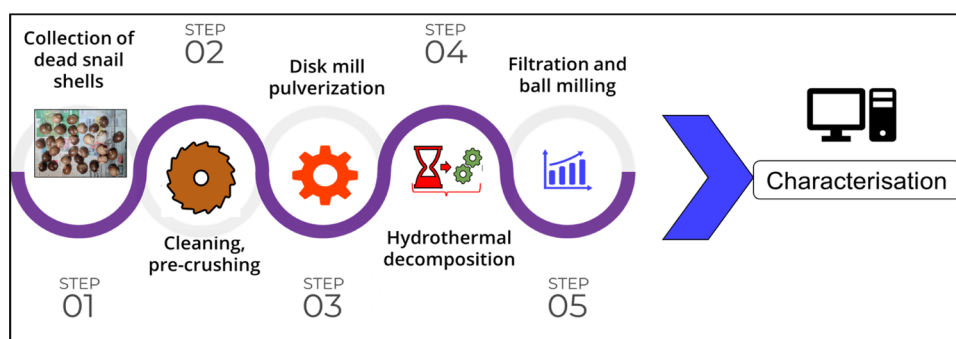 Collection of
dead snail
shells
STEP
01
STEP
02
Cleaning,
pre-crushing
Disk mill
pulverization
STEP
03
STEP
04
Hydrothermal
decomposition
Filtration and
ball milling
STEP
05
Characterisation